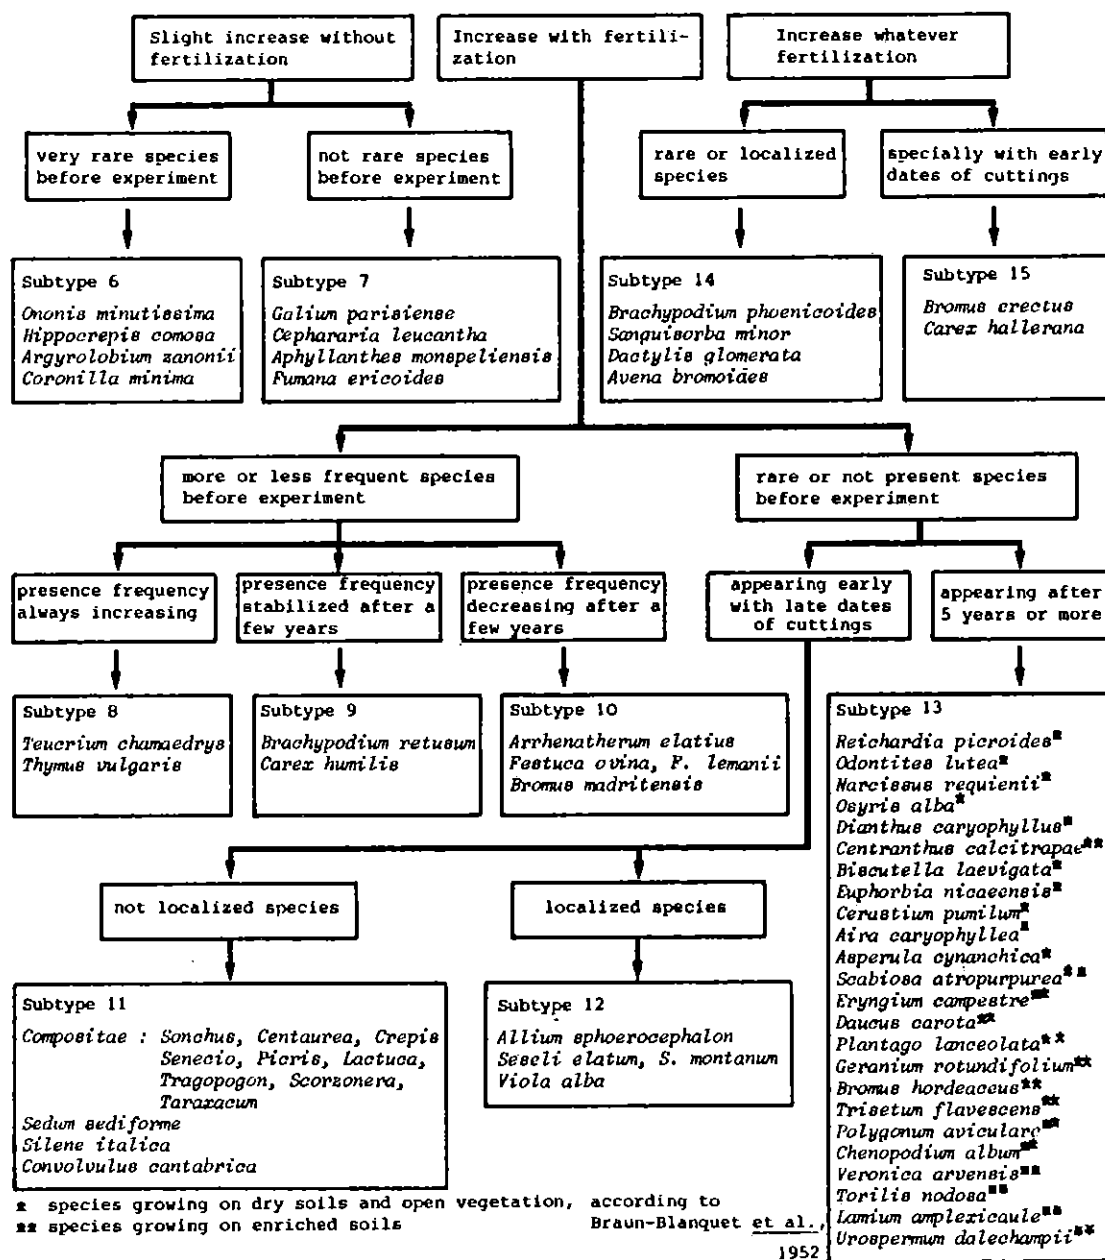 Slight increase without
fertilization
Increase with fertili-
zation
Increase whatever
fertilization
very rare species
before experiment
not rare species
before experiment
rare or localized
species
specially with early
dates of cuttings
Subtype 6
Ononis minutissima
Hippocrepis comosa
Argyrolobium zanonii
Coronilla minima
Subtype 7
Galium parisiense
Cephararia leucantha
Aphyllanthes monspeliensis
Fumana ericoides
Subtype 14
Brachypodium phoenicoides
Sanguisorba minor
Dactylis glomerata
Avena bromoides
Subtype 15
Bromus erectus
Carex hallerana
more or less frequent species
before experiment
rare or not present species
before experiment
presence frequency
always increasing
presence frequency
stabilized after a
few years
presence frequency
decreasing after a
few years
appearing early
with late dates
of cuttings
appearing after
5 years or more
Subtype 8
Teucrium chamaedrys
Thymus vulgaris
Subtype 9
Brachypodium retusum
Carex humilis
Subtype 10
Arrhenatherum elatius
Festuca ovina, F. lemanii
Bromus madritensis
Subtype 13
Reichardia picroides*
Odontites lutea*
Narcissus requienii*
Osyris alba*
Dianthus caryophyllus*
Centranthus calcitrapae**
Biscutella laevigata*
Euphorbia nicaeensis*
Cerastium pumilum*
Aira caryophyllea*
Asperula cynanchica*
Scabiosa atropurpurea**
Eryngium campestre**
Daucus carota**
Plantago lanceolata**
Geranium rotundifolium**
Bromus hordeaceus**
Trisetum flavescens**
Polygonum aviculare**
Chenopodium album**
Veronica arvensis**
Torilis nodosa**
Lamium amplexicaule**
Urospermum dalechampii**
not localized species
localized species
Subtype 11
Compositae : Sonchus, Centaurea, Crepis
Senecio, Picris, Lactuca,
Tragopogon, Scorzonera,
Taraxacum
Sedum sediforme
Silene italica
Convolvulus cantabrica
Subtype 12
Allium sphoerocephalon
Seseli elatum, S. montanum
Viola alba
* species growing on dry soils and open vegetation, according to
** species growing on enriched soils Braun-Blanquet et al.,
1952